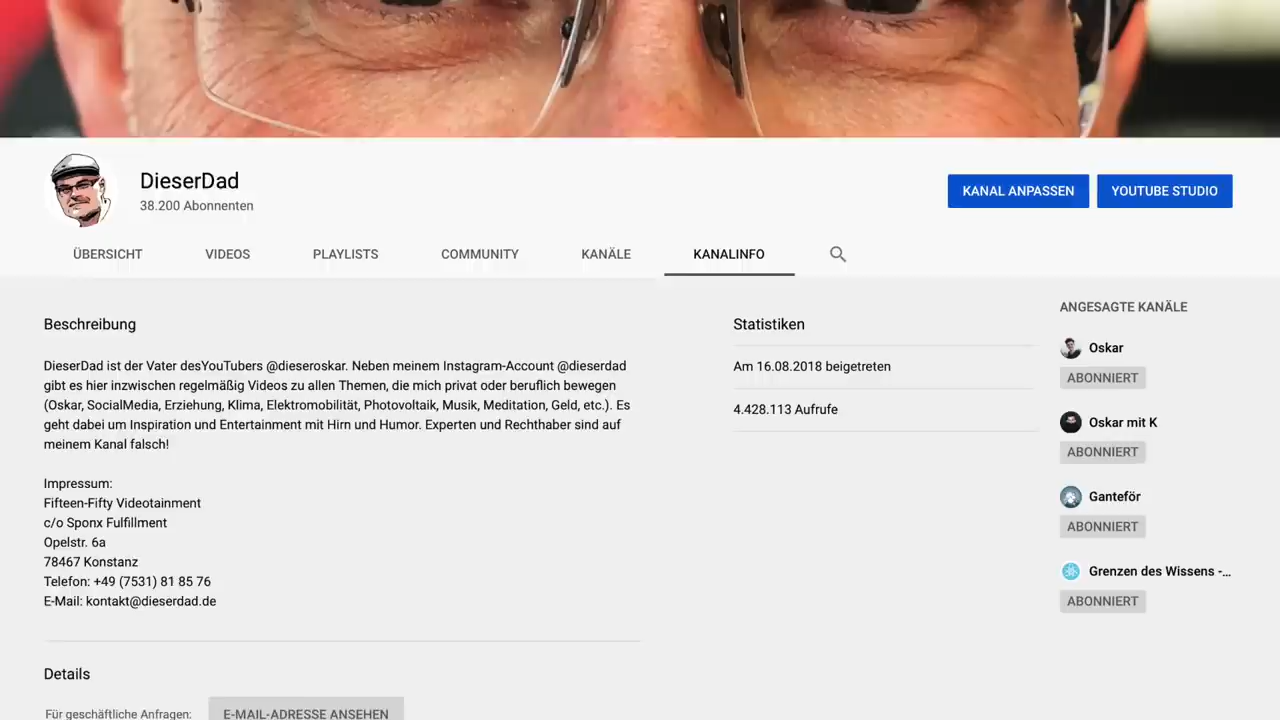 DieserDad
38.200 Abonnenten
KANAL ANPASSEN
YOUTUBE STUDIO
ÜBERSICHT
VIDEOS
PLAYLISTS
COMMUNITY
KANÄLE
KANALINFO
Beschreibung
DieserDad ist der Vater desYouTubers @dieseroskar. Neben meinem Instagram-Account @dieserdad
gibt es hier inzwischen regelmäßig Videos zu allen Themen, die mich privat oder beruflich bewegen
(Oskar, SocialMedia, Erziehung, Klima, Elektromobilität, Photovoltaik, Musik, Meditation, Geld, etc.). Es
geht dabei um Inspiration und Entertainment mit Hirn und Humor. Experten und Rechthaber sind auf
meinem Kanal falsch!
Impressum:
Fifteen-Fifty Videotainment
c/o Sponx Fulfillment
Opelstr. 6a
78467 Konstanz
Telefon: +49 (7531) 81 85 76
E-Mail: kontakt@dieserdad.de
Details
Für geschäftliche Anfragen:
E-MAIL-ADRESSE ANSEHEN
Statistiken
Am 16.08.2018 beigetreten
4.428.113 Aufrufe
ANGESAGTE KANÄLE
Oskar
ABONNIERT
Oskar mit K
ABONNIERT
Ganteför
ABONNIERT
Grenzen des Wissens -...
ABONNIERT